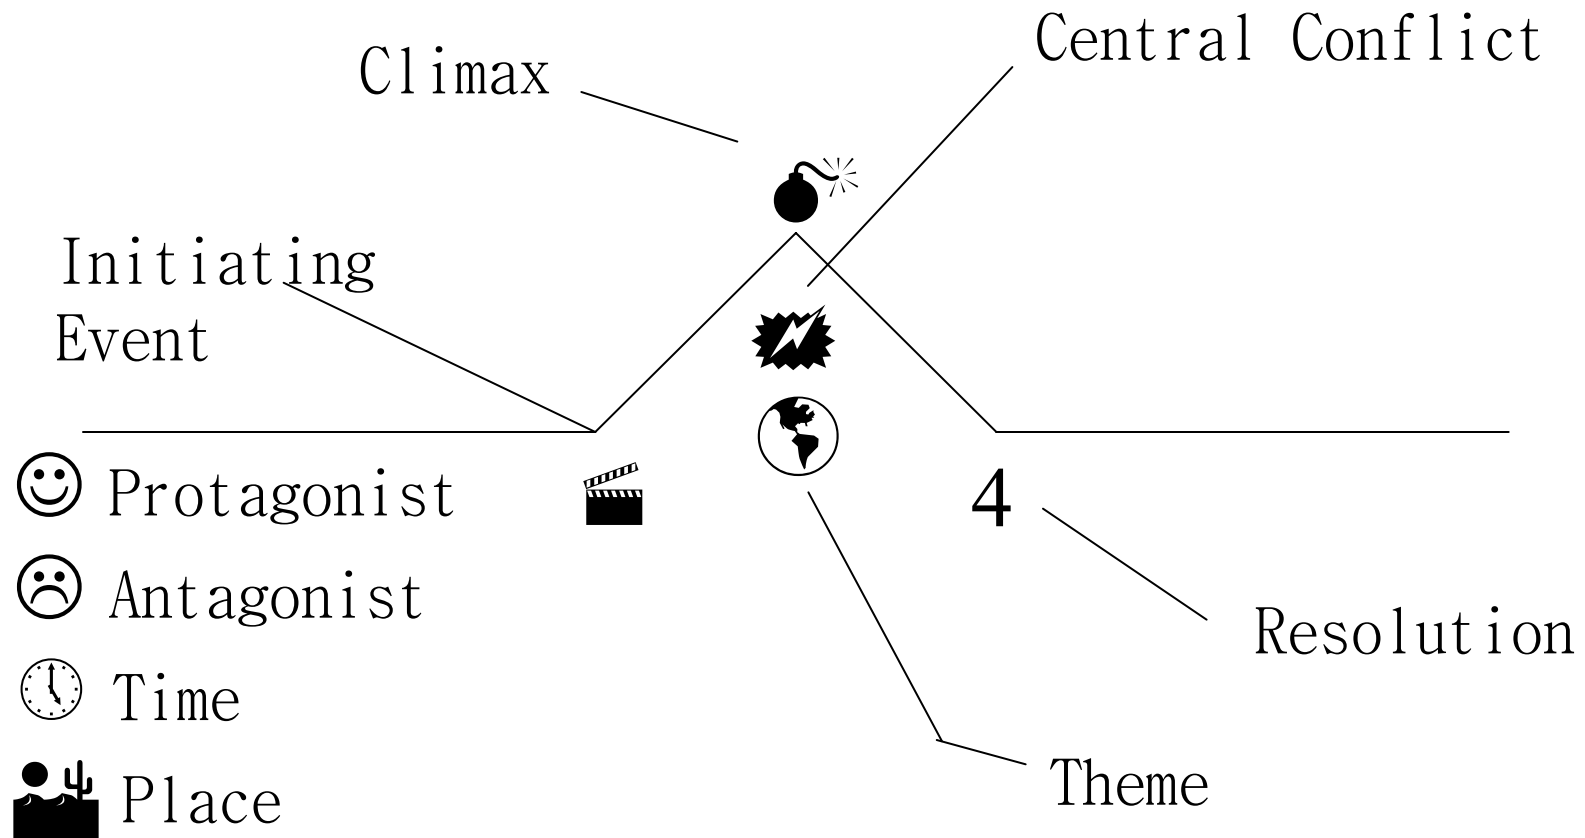 Central Conflict
Climax
Initiating
Event
Protagonist
4
Antagonist
Resolution
Time
Theme
Place